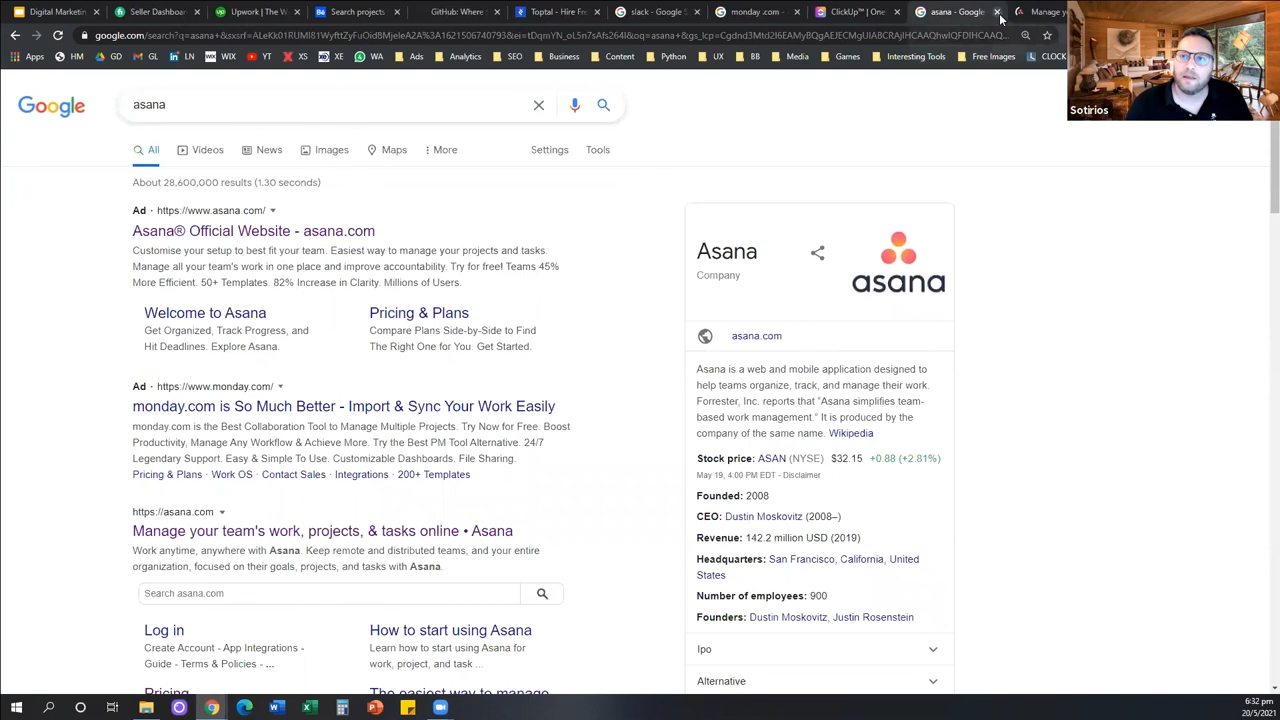 Digital Marketin
Seller Dashboar
Upwork | The W
Search projects
GitHub: Where
Toptal - Hire Fre
slack - Google S
monday.com -
ClickUp™ | One
asana - Google
Manage yo
Apps
HM
GD
GM
GL
LN
WIX
WIX
YT
XS
XE
WA
Ads
Analytics
SEO
Business
Content
Python
UX
BB
Media
Games
Interesting Tools
Free Images
CLOCK
Sotirios
Google
asana
All
Videos
News
Images
Maps
More
Settings
Tools
About 28,600,000 results (1.30 seconds)
Ad · https://www.asana.com/
Asana® Official Website - asana.com
Customise your setup to best fit your team. Easiest way to manage your projects and tasks.
Manage all your team's work in one place and improve accountability. Try for free! Teams 45%
More Efficient. 50+ Templates. 82% Increase in Clarity. Millions of Users.
Welcome to Asana
Get Organized, Track Progress, and
Hit Deadlines. Explore Asana.
Pricing & Plans
Compare Plans Side-by-Side to Find
The Right One for You. Get Started.
Ad · https://www.monday.com/
monday.com is So Much Better - Import & Sync Your Work Easily
monday.com is the Best Collaboration Tool to Manage Multiple Projects. Try Now for Free. Boost
Productivity, Manage Any Workflow & Achieve More. Try the Best PM Tool Alternative. 24/7
Legendary Support. Easy & Simple To Use. Customizable Dashboards. File Sharing.
Pricing & Plans · Work OS · Contact Sales · Integrations · 200+ Templates
https://asana.com
Manage your team's work, projects, & tasks online • Asana
Work anytime, anywhere with Asana. Keep remote and distributed teams, and your entire
organization, focused on their goals, projects, and tasks with Asana.
Search asana.com
Log in
Create Account - App Integrations -
Guide - Terms & Policies - ...
How to start using Asana
Learn how to start using Asana for
work, project, and task ...
Pricing
The easiest way to manage
Asana
Company
asana
asana.com
Asana is a web and mobile application designed to
help teams organize, track, and manage their work.
Forrester, Inc. reports that "Asana simplifies team-
based work management." It is produced by the
company of the same name. Wikipedia
Stock price: ASAN (NYSE) $32.15 +0.88 (+2.81%)
May 19, 4:00 PM EDT - Disclaimer
Founded: 2008
CEO: Dustin Moskovitz (2008–)
Revenue: 142.2 million USD (2019)
Headquarters: San Francisco, California, United
States
Number of employees: 900
Founders: Dustin Moskovitz, Justin Rosenstein
Ipo
Alternative
6:32 pm
20/5/2021